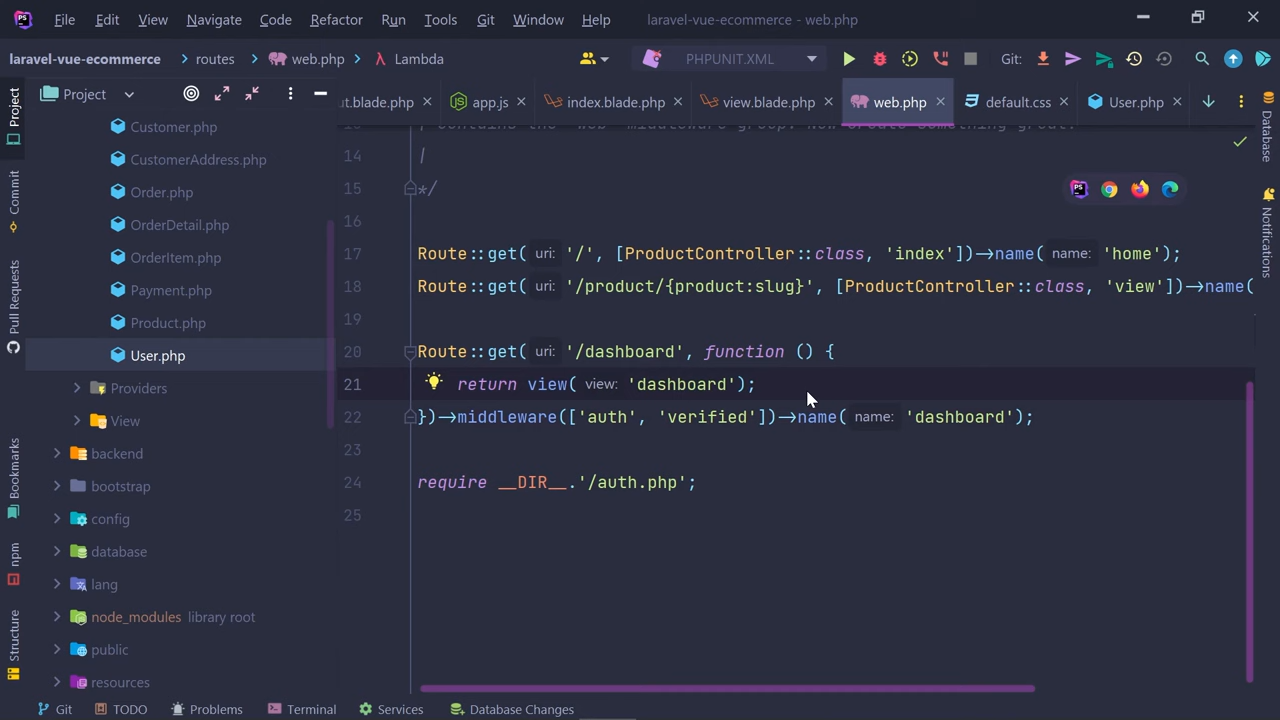 File Edit View Navigate Code Refactor Run Tools Git Window Help laravel-vue-ecommerce - web.php
laravel-vue-ecommerce routes web.php Lambda PHPUNIT.XML Git:
Project
.blade.php app.js index.blade.php view.blade.php web.php default.css User.php
Customer.php
CustomerAddress.php
Order.php
OrderDetail.php
OrderItem.php
Payment.php
Product.php
User.php
Providers
View
backend
bootstrap
config
database
lang
node_modules library root
public
resources
14 |
15 */
16
17 Route::get( uri: '/', [ProductController::class, 'index'])→name( name: 'home');
18 Route::get( uri: '/product/{product:slug}', [ProductController::class, 'view'])→name(
19
20 Route::get( uri: '/dashboard', function () {
21 return view( view: 'dashboard');
22 })→middleware(['auth', 'verified'])→name( name: 'dashboard');
23
24 require __DIR__.'/auth.php';
25
Project
Commit
Pull Requests
Bookmarks
npm
Structure
Database
Notifications
Git TODO Problems Terminal Services Database Changes